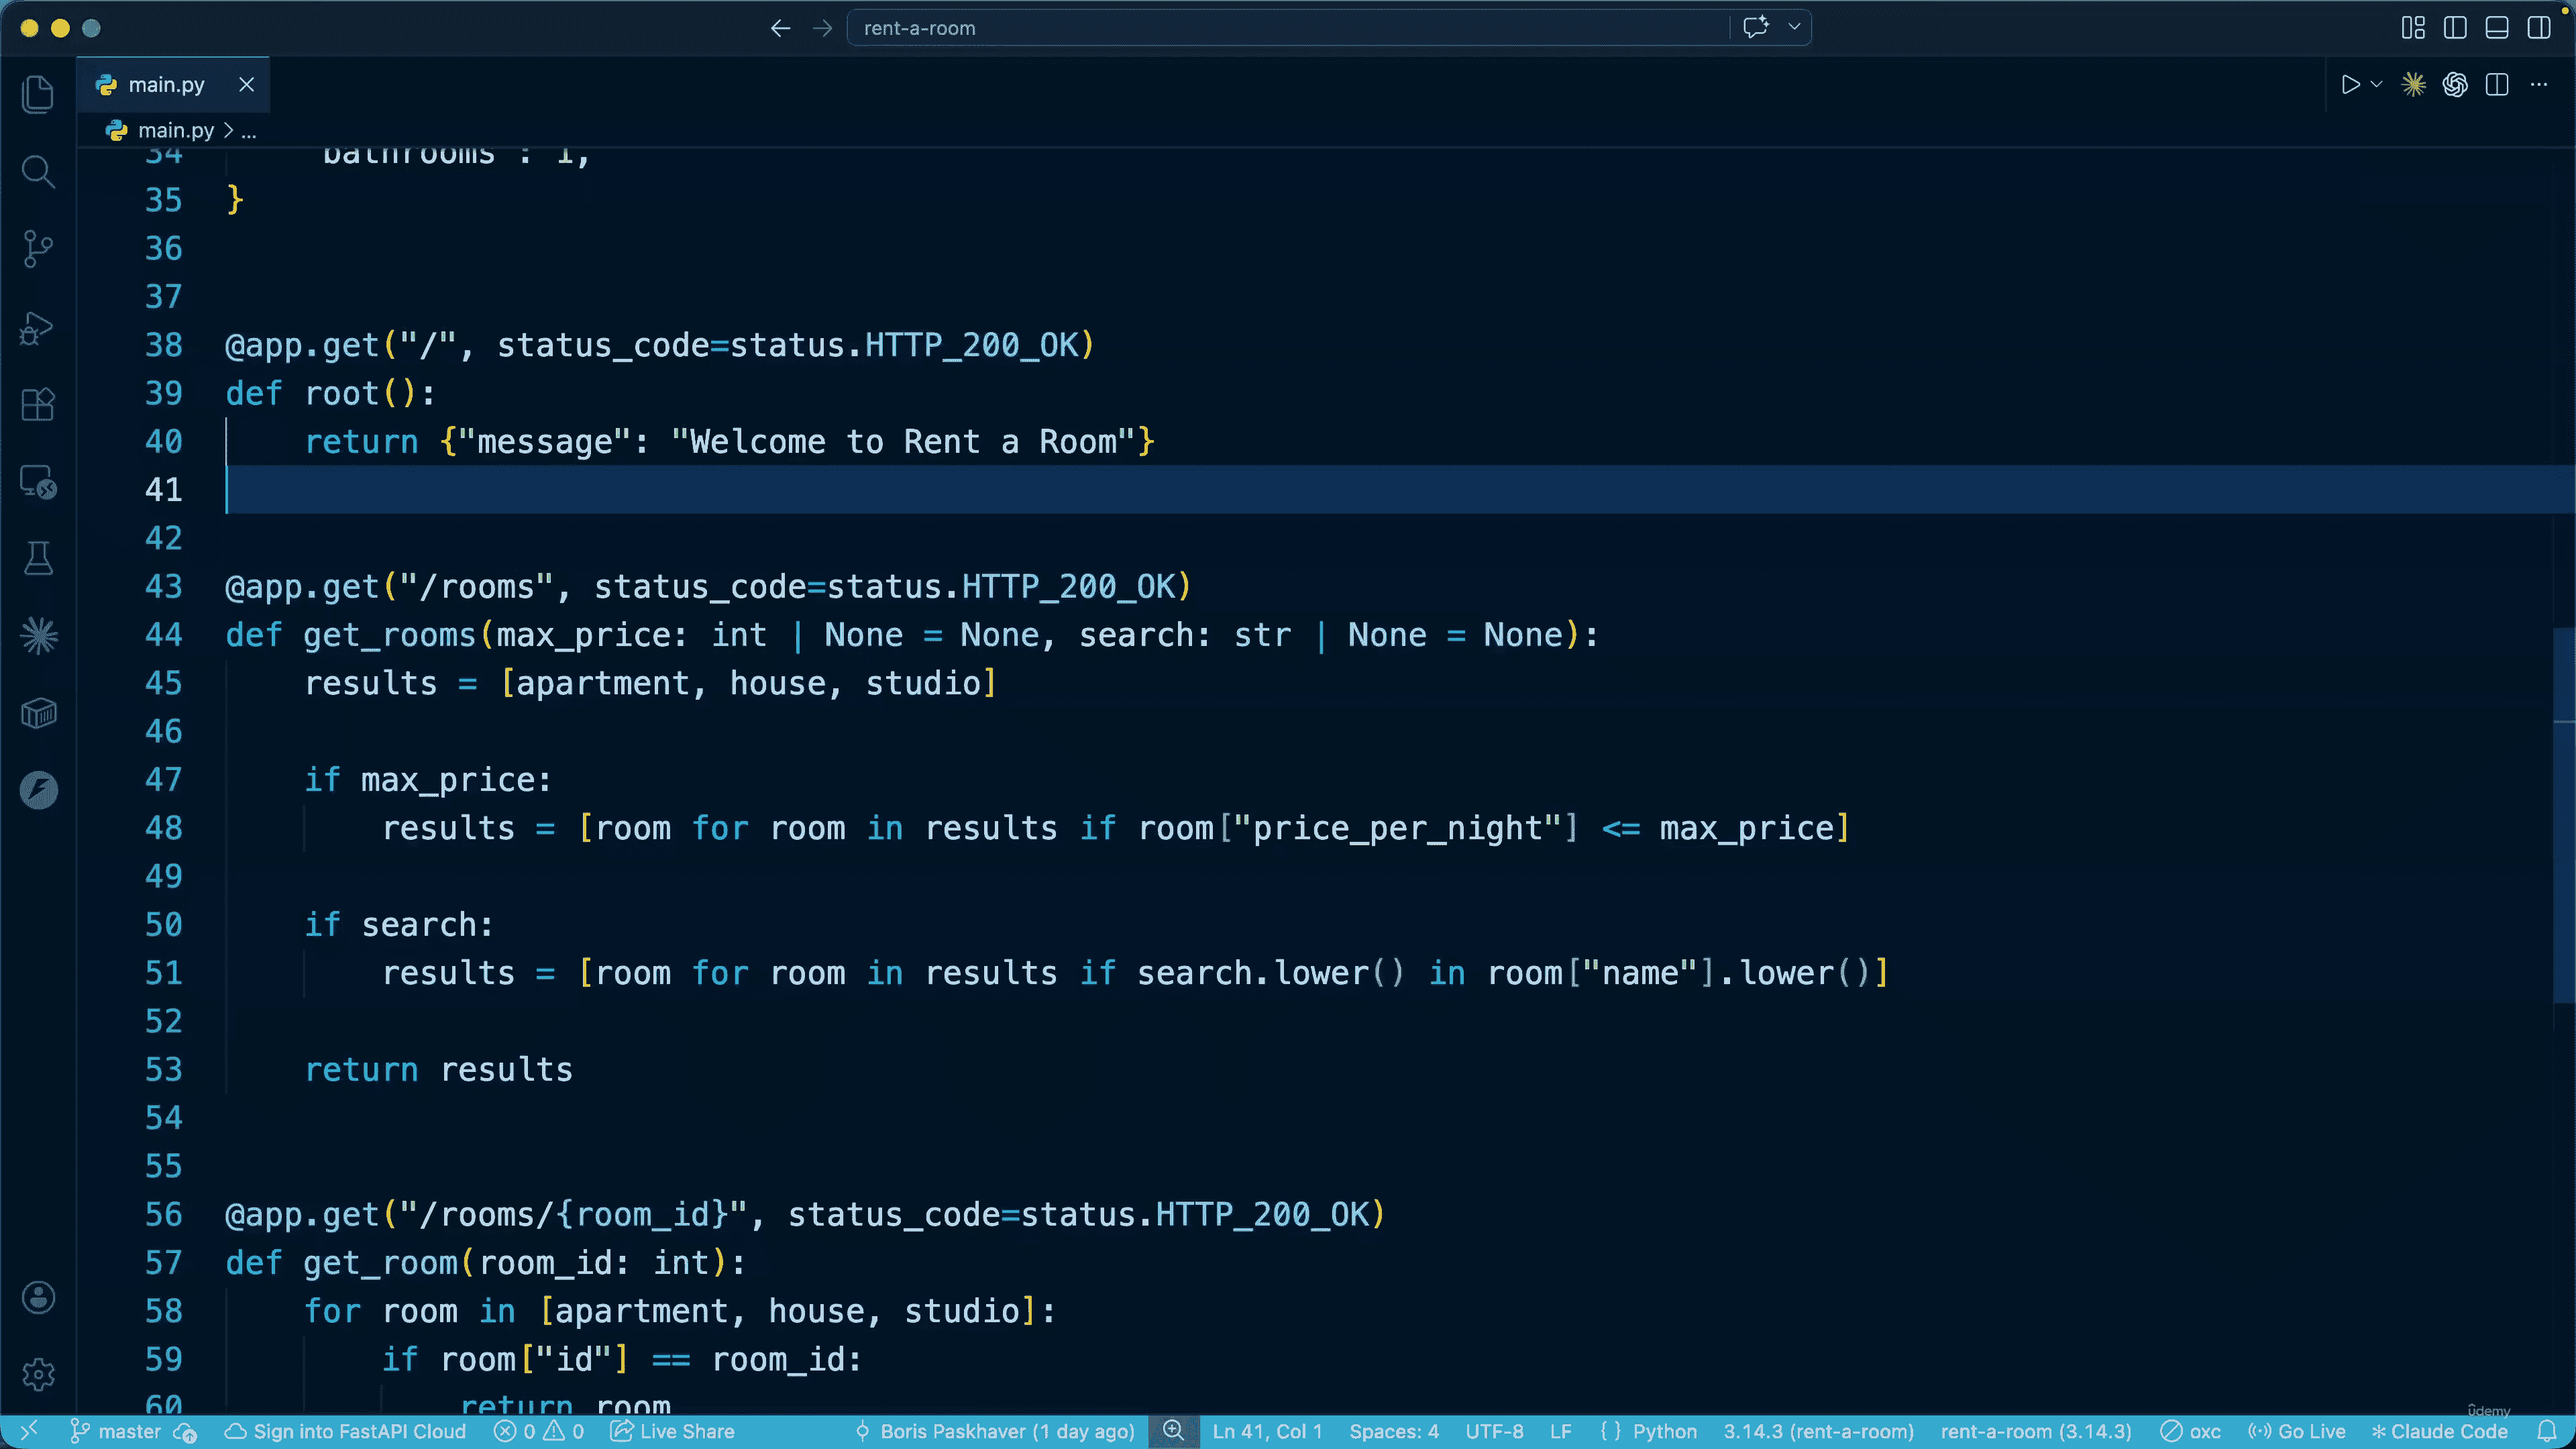 rent-a-room
main.py
main.py > ...
34 bathrooms : 1,
35 }
36
37
38 @app.get("/", status_code=status.HTTP_200_OK)
39 def root():
40 return {"message": "Welcome to Rent a Room"}
41
42
43 @app.get("/rooms", status_code=status.HTTP_200_OK)
44 def get_rooms(max_price: int | None = None, search: str | None = None):
45 results = [apartment, house, studio]
46
47 if max_price:
48 results = [room for room in results if room["price_per_night"] <= max_price]
49
50 if search:
51 results = [room for room in results if search.lower() in room["name"].lower()]
52
53 return results
54
55
56 @app.get("/rooms/{room_id}", status_code=status.HTTP_200_OK)
57 def get_room(room_id: int):
58 for room in [apartment, house, studio]:
59 if room["id"] == room_id:
60 return room
ûdemy
master Sign into FastAPI Cloud 0 0 Live Share Boris Paskhaver (1 day ago) Ln 41, Col 1 Spaces: 4 UTF-8 LF { } Python 3.14.3 (rent-a-room) rent-a-room (3.14.3) oxc Go Live Claude Code